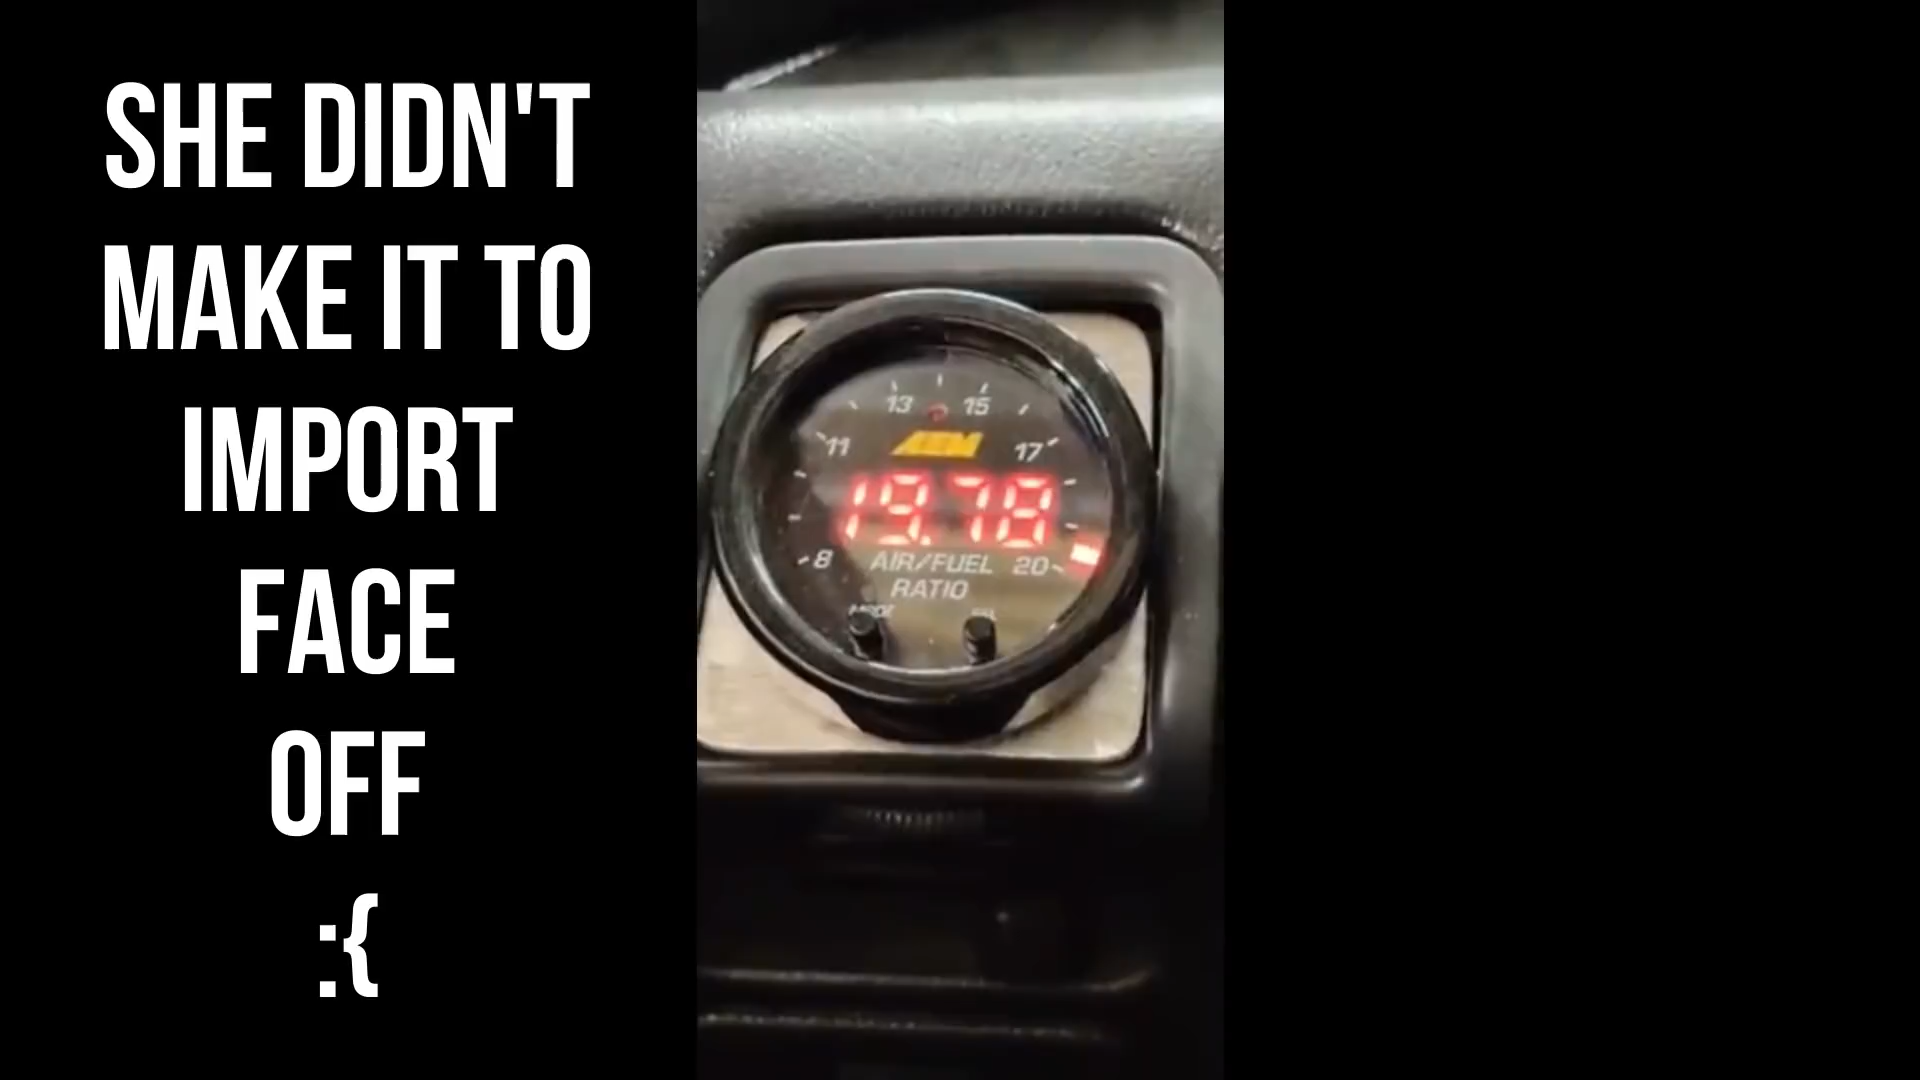 SHE DIDN'T
MAKE IT TO
IMPORT
FACE
OFF
:{
13 15
11 17
AEM
19.78
8 AIR/FUEL 20
RATIO
MODE